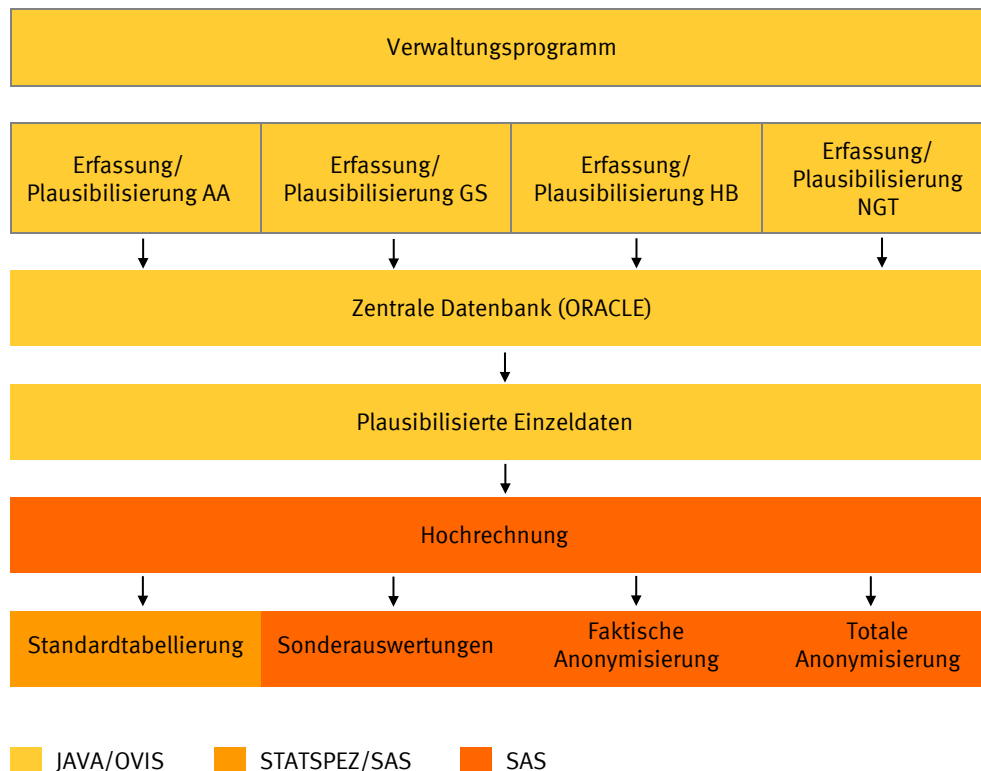 Verwaltungsprogramm
Erfassung/
Plausibilisierung AA
Erfassung/
Plausibilisierung GS
Erfassung/
Plausibilisierung HB
Erfassung/
Plausibilisierung
NGT
Zentrale Datenbank (ORACLE)
Plausibilisierte Einzeldaten
Hochrechnung
Standardtabellierung
Sonderauswertungen
Faktische
Anonymisierung
Totale
Anonymisierung
JAVA/OVIS
STATSPEZ/SAS
SAS